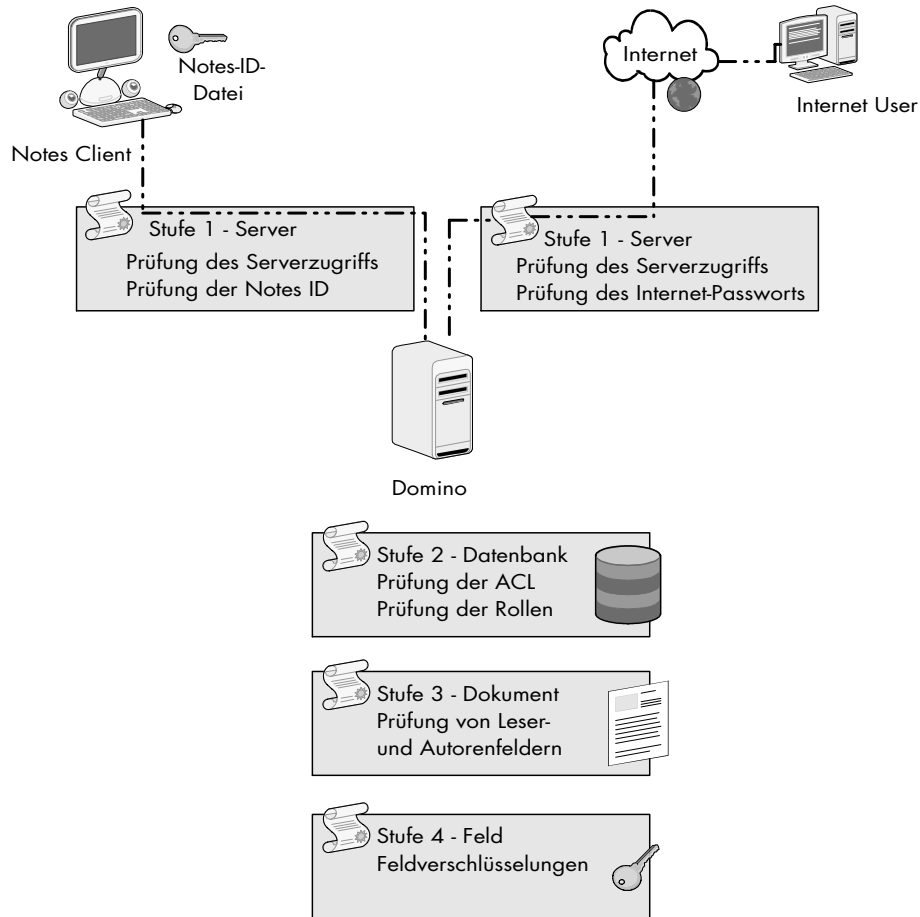 Notes-ID-
Datei
Notes Client
Internet
Internet User
Stufe 1 - Server
Prüfung des Serverzugriffs
Prüfung der Notes ID
Stufe 1 - Server
Prüfung des Serverzugriffs
Prüfung des Internet-Passworts
Domino
Stufe 2 - Datenbank
Prüfung der ACL
Prüfung der Rollen
Stufe 3 - Dokument
Prüfung von Leser-
und Autorenfeldern
Stufe 4 - Feld
Feldverschlüsselungen